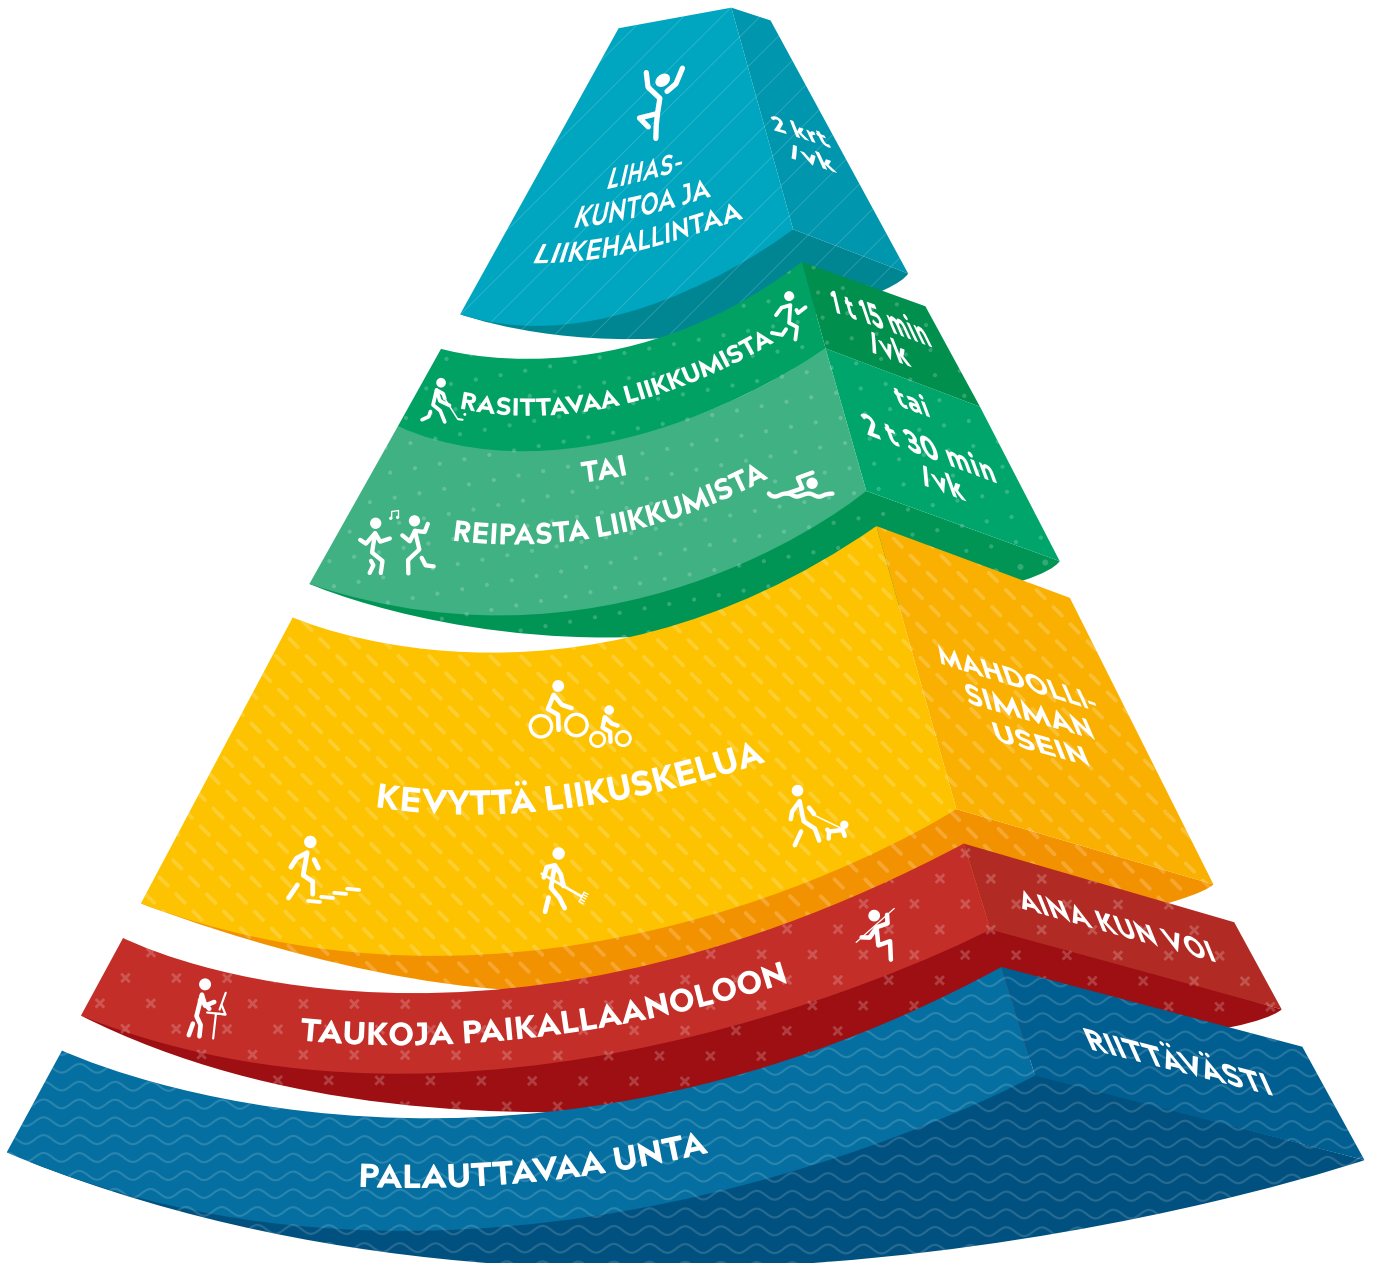 LIHAS-
KUNTOA JA
LIIKEHALLINTAA
2 krt
/vk
RASITTAVAA LIIKKUMISTA
1 t 15 min
/vk
TAI
REIPASTA LIIKKUMISTA
tai
2 t 30 min
/vk
KEVYTTÄ LIIKUSKELUA
MAHDOLLI-
SIMMAN
USEIN
TAUKOJA PAIKALLAANOLOON
AINA KUN VOI
PALAUTTAVAA UNTA
RIITTÄVÄSTI